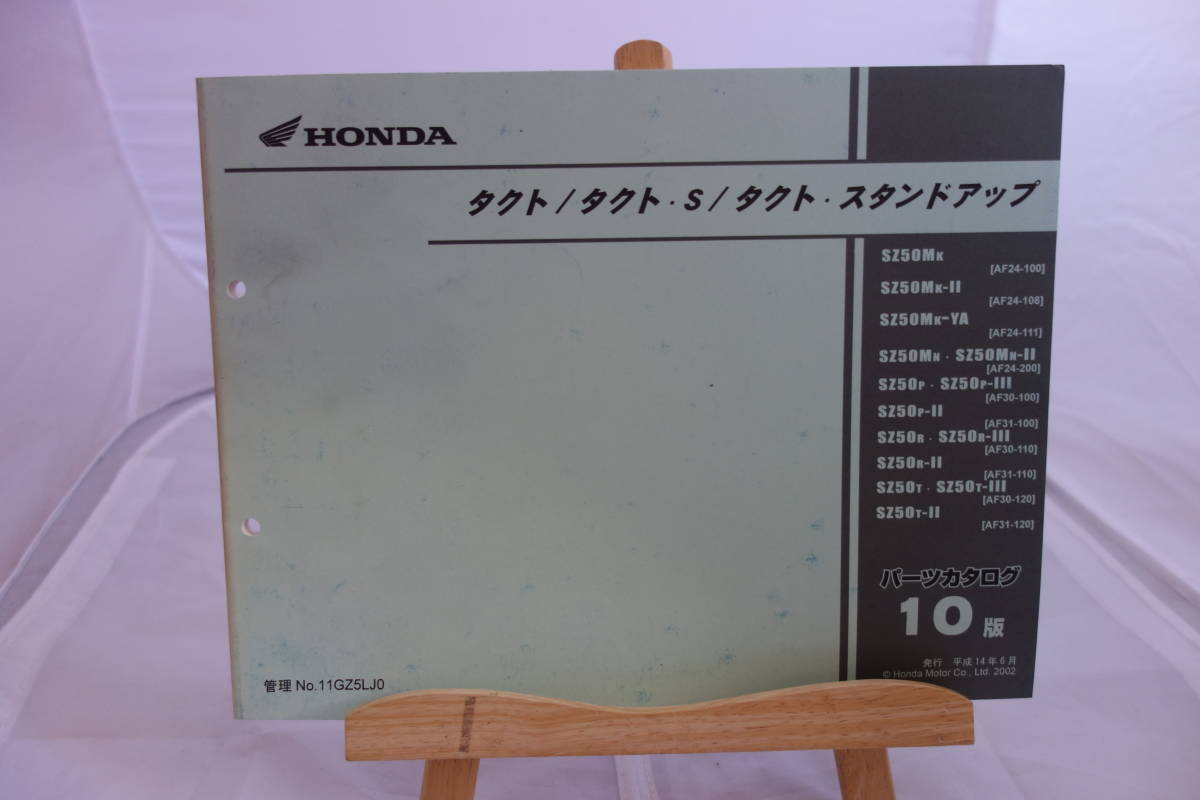 HONDA
タクト/タクト・S/タクト・スタンドアップ
SZ50MK
[AF24-100]
SZ50MK-II
[AF24-108]
SZ50MK-YA
[AF24-111]
SZ50MN・SZ50MN-II
[AF24-200]
SZ50P・SZ50P-III
[AF30-100]
SZ50P-II
[AF31-100]
SZ50R・SZ50R-III
[AF30-110]
SZ50R-II
[AF31-110]
SZ50T・SZ50T-III
[AF30-120]
SZ50T-II
[AF31-120]
パーツカタログ
10版
発行 平成14年6月
© Honda Motor Co., Ltd. 2002
管理 No.11GZ5LJ0